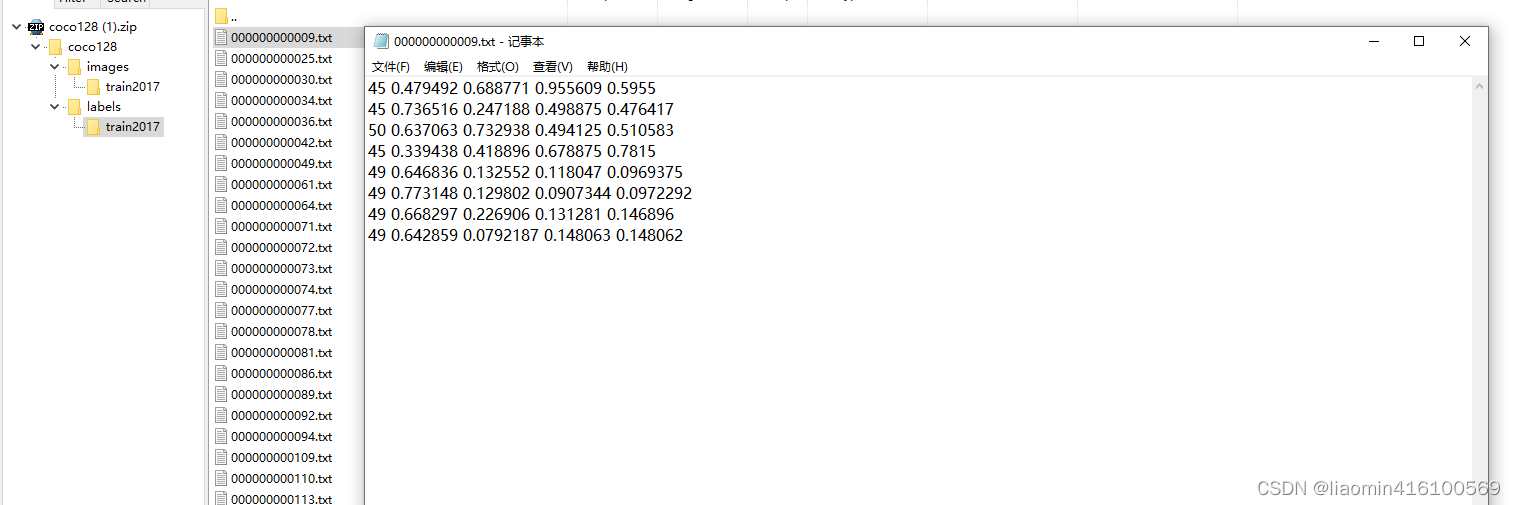 coco128 (1).zip
coco128
images
train2017
labels
train2017
..
000000000009.txt
000000000025.txt
000000000030.txt
000000000034.txt
000000000036.txt
000000000042.txt
000000000049.txt
000000000061.txt
000000000064.txt
000000000071.txt
000000000072.txt
000000000073.txt
000000000074.txt
000000000077.txt
000000000078.txt
000000000081.txt
000000000086.txt
000000000089.txt
000000000092.txt
000000000094.txt
000000000109.txt
000000000110.txt
000000000113.txt
000000000009.txt - 记事本
文件(F) 编辑(E) 格式(O) 查看(V) 帮助(H)
45 0.479492 0.688771 0.955609 0.5955
45 0.736516 0.247188 0.498875 0.476417
50 0.637063 0.732938 0.494125 0.510583
45 0.339438 0.418896 0.678875 0.7815
49 0.646836 0.132552 0.118047 0.0969375
49 0.773148 0.129802 0.0907344 0.0972292
49 0.668297 0.226906 0.131281 0.146896
49 0.642859 0.0792187 0.148063 0.148062
CSDN @liaomin416100569